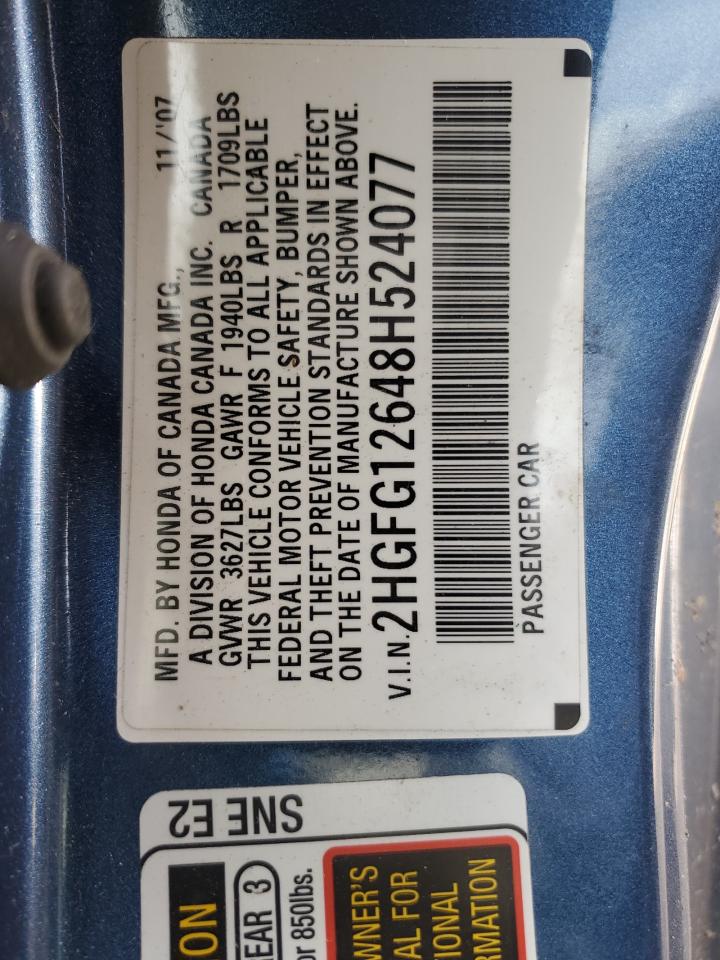 MFD. BY HONDA OF CANADA MFG., 11/'07
A DIVISION OF HONDA CANADA INC. CANADA
GVWR 3627LBS GAWR F 1940LBS R 1709LBS
THIS VEHICLE CONFORMS TO ALL APPLICABLE
FEDERAL MOTOR VEHICLE SAFETY, BUMPER,
AND THEFT PREVENTION STANDARDS IN EFFECT
ON THE DATE OF MANUFACTURE SHOWN ABOVE.
V.I.N. 2HGFG12648H524077
PASSENGER CAR
SNE E2
ION
EAR 3
or 850lbs.
WNER'S
AL FOR
IONAL
RMATION